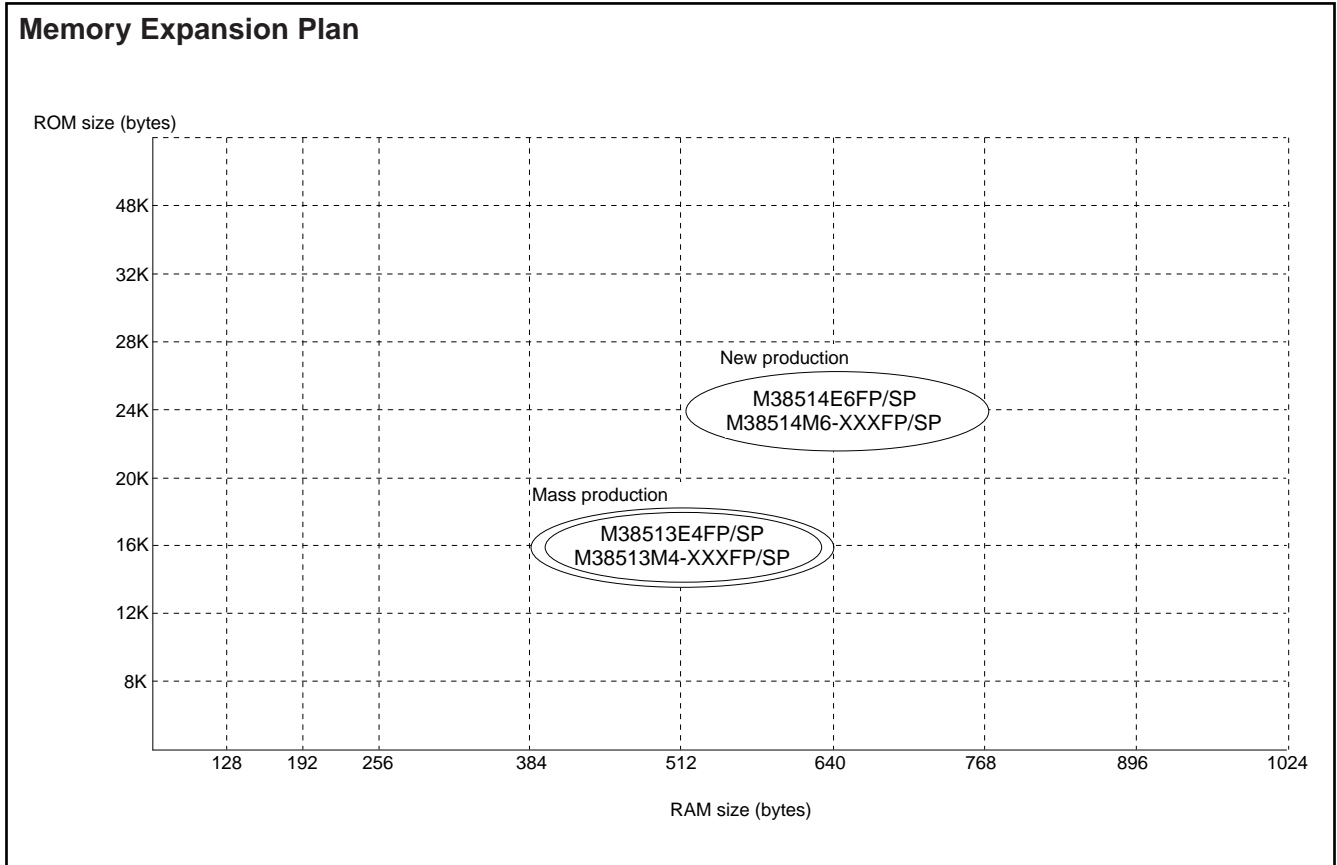 Memory Expansion Plan
ROM size (bytes)
48K
32K
28K
New production
24K
M38514E6FP/SP
M38514M6-XXXFP/SP
20K
Mass production
16K
M38513E4FP/SP
M38513M4-XXXFP/SP
12K
8K
128 192 256 384 512 640 768 896 1024
RAM size (bytes)